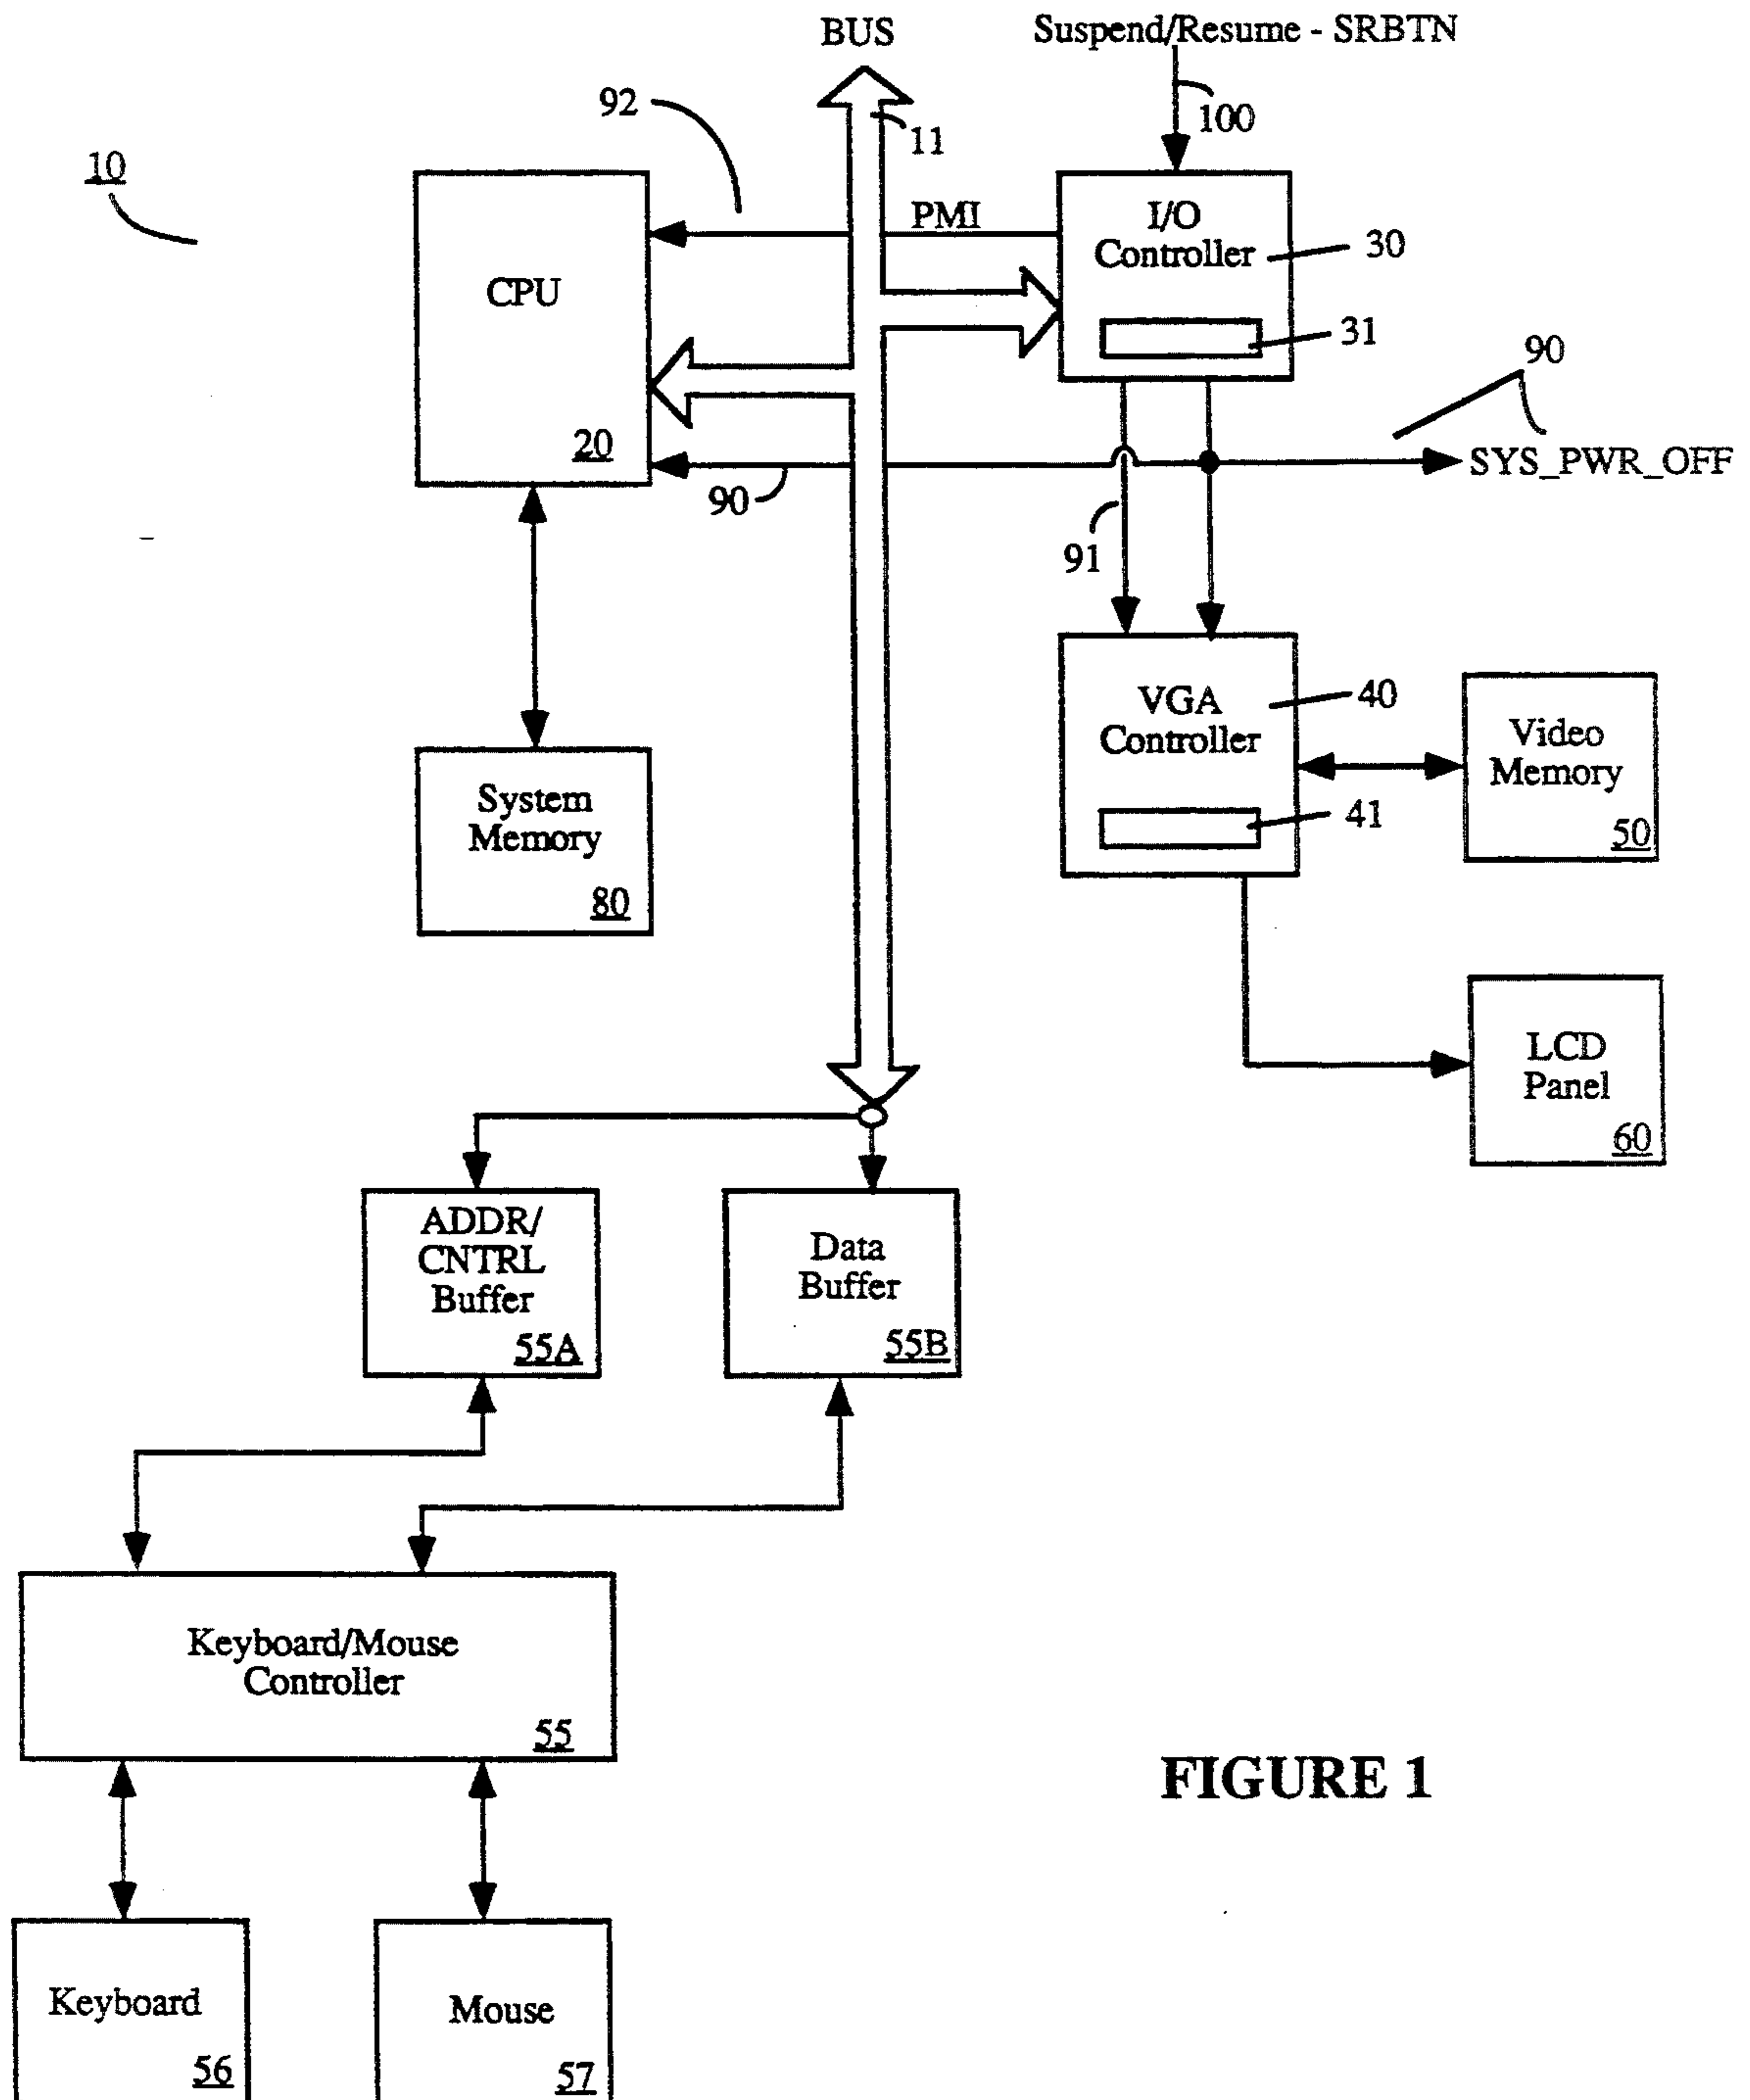 BUS
Suspend/Resume - SRBTN
92
11
100
10
PMI
I/O
Controller
30
CPU
31
90
20
SYS_PWR_OFF
90
91
VGA
Controller
40
Video
Memory
50
System
Memory
80
41
LCD
Panel
60
ADDR/
CNTRL
Buffer
55A
Data
Buffer
55B
Keyboard/Mouse
Controller
55
FIGURE 1
Keyboard
56
Mouse
57